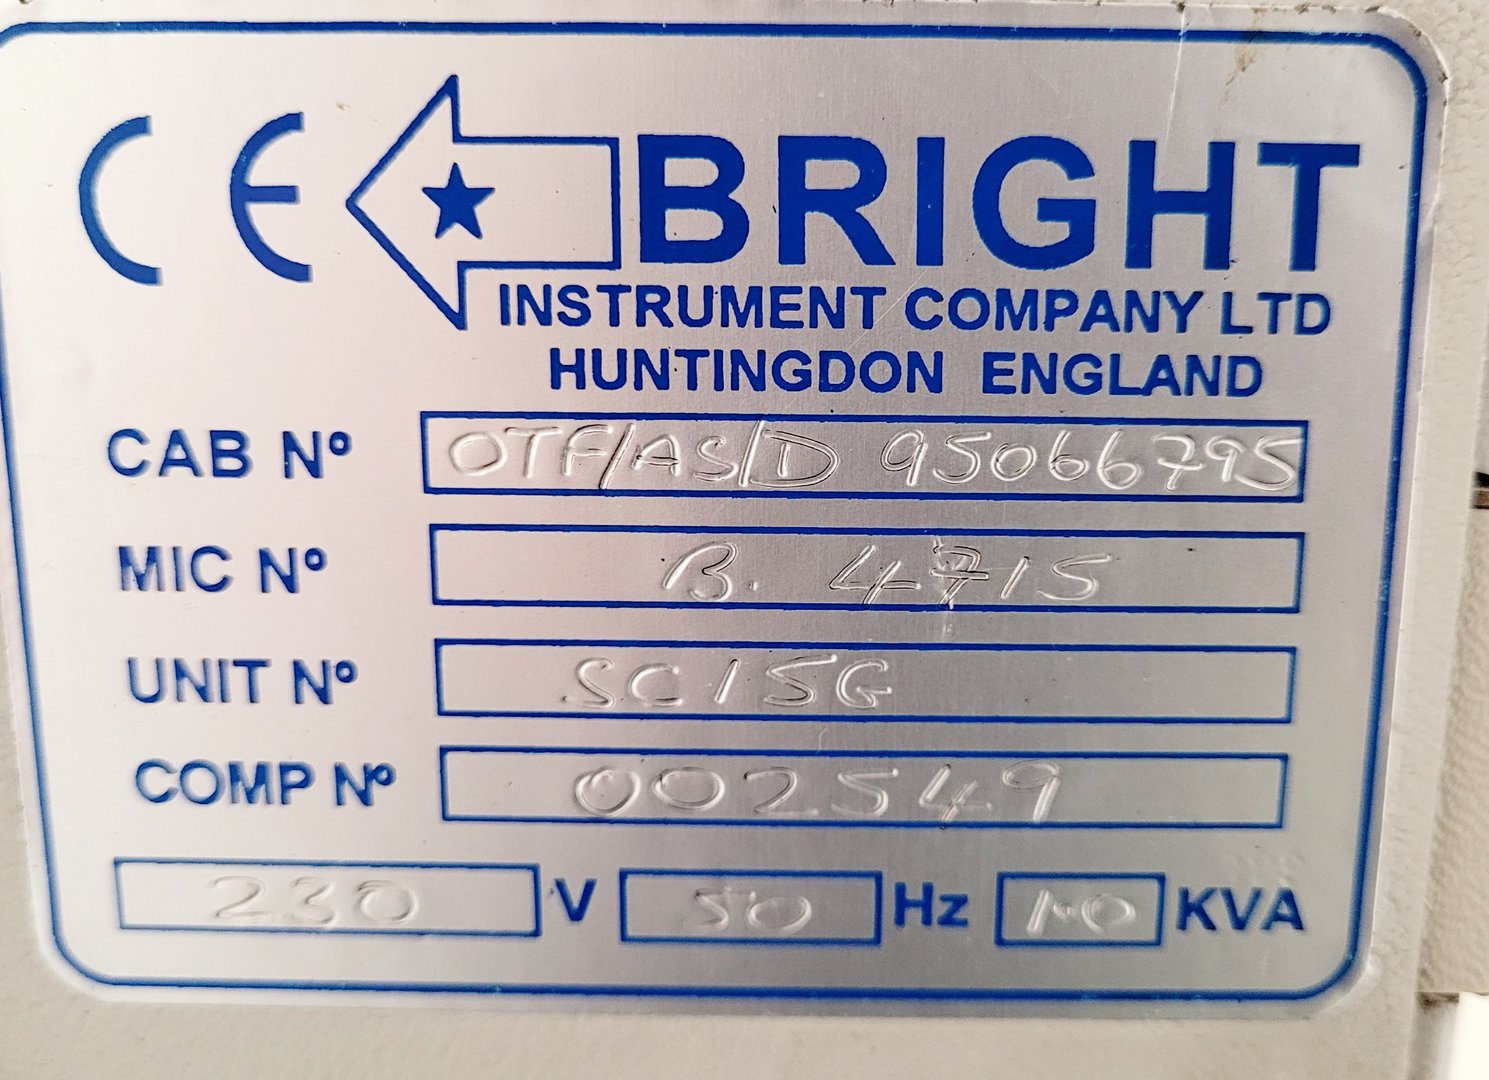 CE BRIGHT
INSTRUMENT COMPANY LTD
HUNTINGDON ENGLAND
CAB Nº OTF/AS/D 95066795
MIC Nº B. 4715
UNIT Nº SC15G
COMP Nº 002549
230 V 50 Hz 1.0 KVA